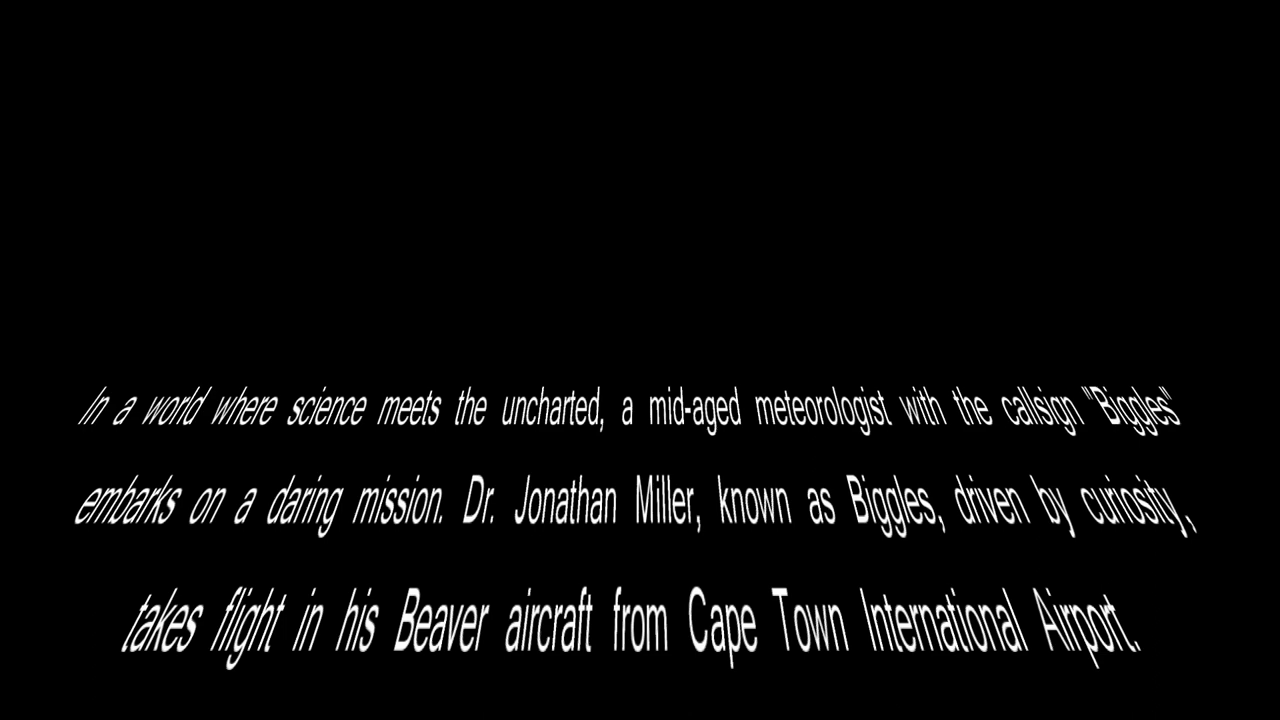 In a world where science meets the uncharted, a mid-aged meteorologist with the callsign "Biggles"
embarks on a daring mission. Dr. Jonathan Miller, known as Biggles, driven by curiosity,
takes flight in his Beaver aircraft from Cape Town International Airport.